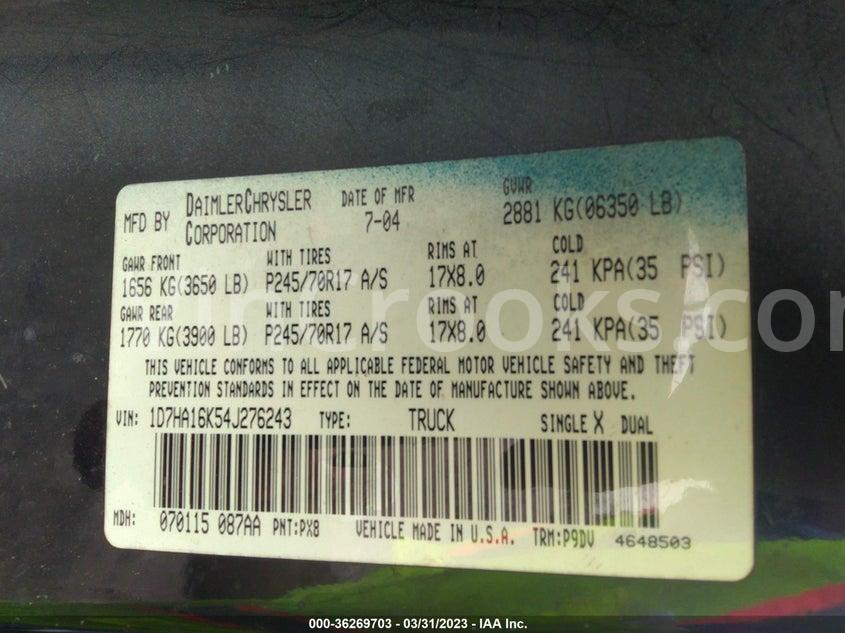 MFD BY DAIMLERCHRYSLER CORPORATION DATE OF MFR 7-04 GVWR 2881 KG(06350 LB)
GAWR FRONT WITH TIRES RIMS AT COLD
1656 KG(3650 LB) P245/70R17 A/S 17X8.0 241 KPA(35 PSI)
GAWR REAR WITH TIRES RIMS AT COLD
1770 KG(3900 LB) P245/70R17 A/S 17X8.0 241 KPA(35 PSI)
THIS VEHICLE CONFORMS TO ALL APPLICABLE FEDERAL MOTOR VEHICLE SAFETY AND THEFT
PREVENTION STANDARDS IN EFFECT ON THE DATE OF MANUFACTURE SHOWN ABOVE.
VIN: 1D7HA16K54J276243 TYPE: TRUCK SINGLE X DUAL
MDH: 070115 087AA PNT:PX8 VEHICLE MADE IN U.S.A. TRM:P9DV 4648503
000-36269703 - 03/31/2023 - IAA Inc.